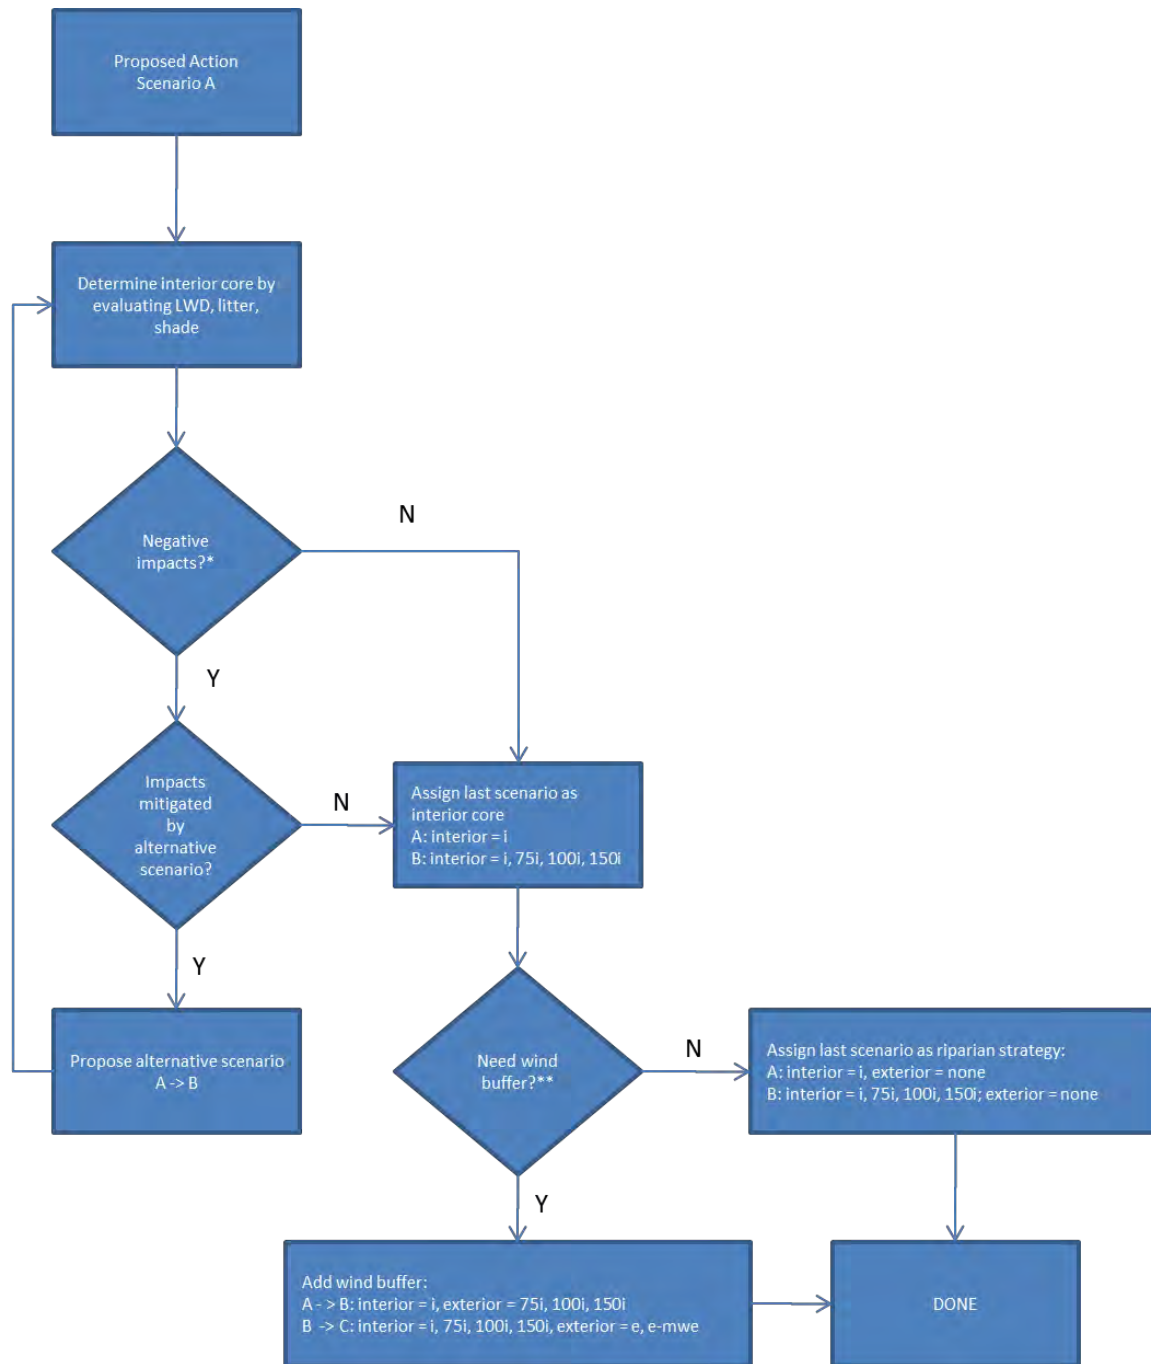 Proposed Action
Scenario A
Determine interior core by
evaluating LWD, litter,
shade
N
Negative
impacts?*
Y
Impacts
mitigated
by
alternative
scenario?
N
Assign last scenario as
interior core
A: interior = i
B: interior = i, 75i, 100i, 150i
Y
Propose alternative scenario
A -> B
Need wind
buffer?**
N
Assign last scenario as riparian strategy:
A: interior = i, exterior = none
B: interior = i, 75i, 100i, 150i; exterior = none
Y
Add wind buffer:
A - > B: interior = i, exterior = 75i, 100i, 150i
B -> C: interior = i, 75i, 100i, 150i, exterior = e, e-mwe
DONE